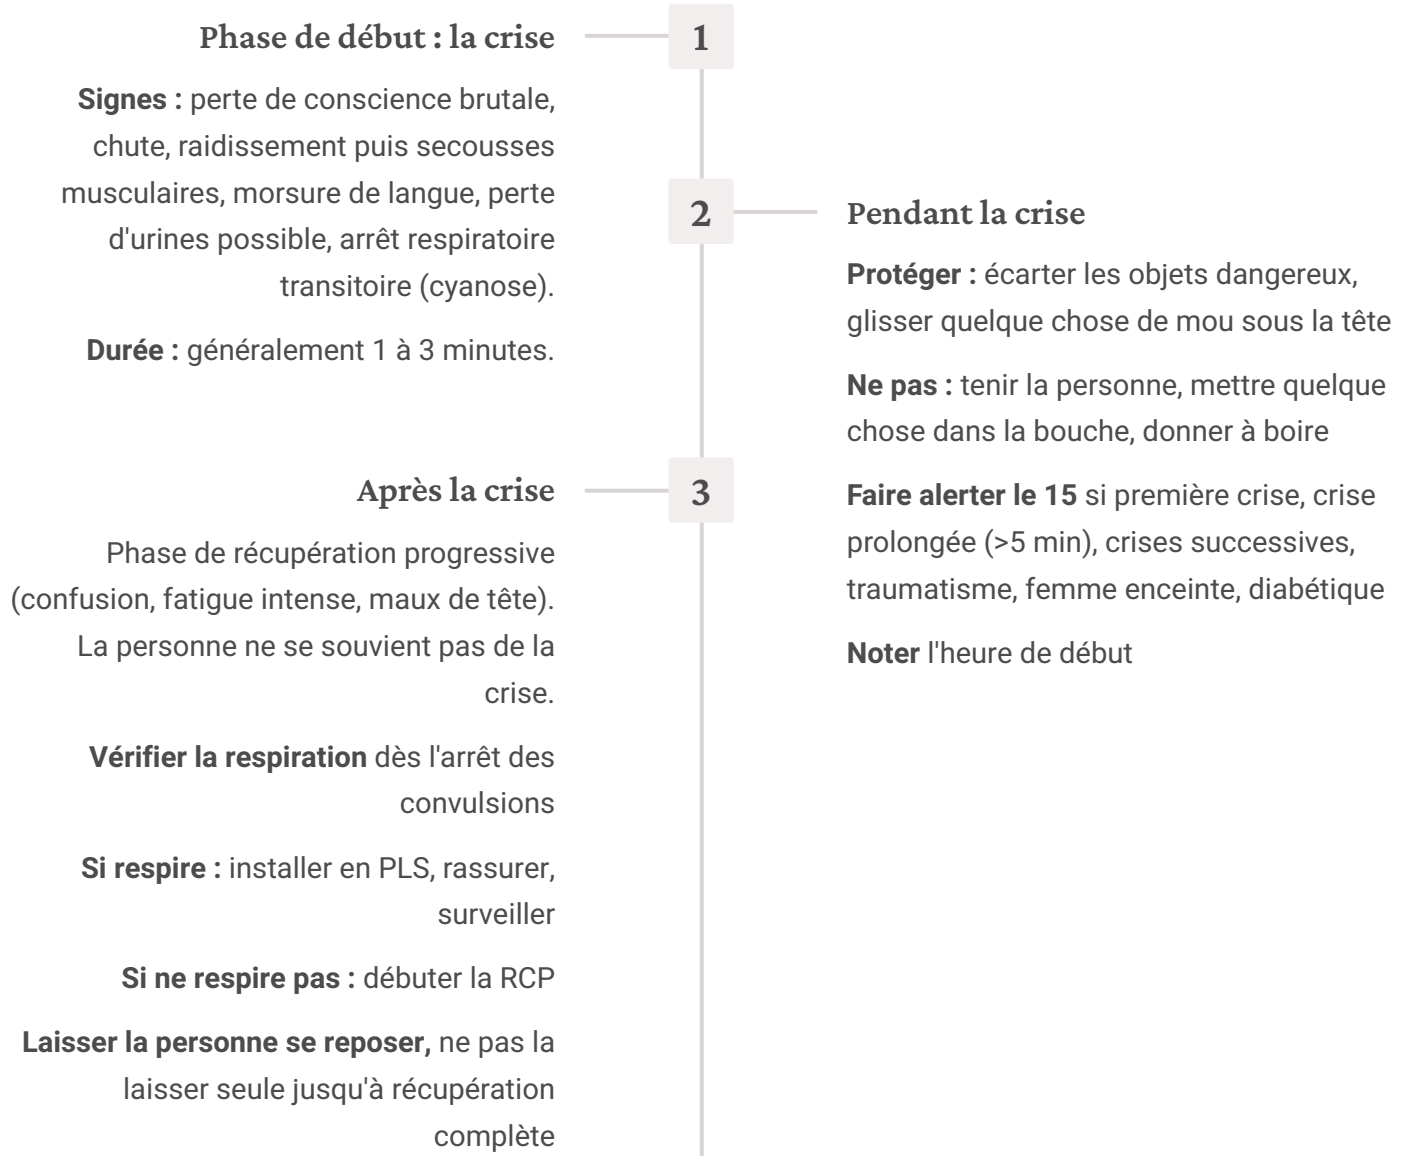 Phase de début : la crise
1
Signes : perte de conscience brutale,
chute, raidissement puis secousses
musculaires, morsure de langue, perte
d'urines possible, arrêt respiratoire
transitoire (cyanose).
Durée : généralement 1 à 3 minutes.
2
Pendant la crise
Protéger : écarter les objets dangereux,
glisser quelque chose de mou sous la tête
Ne pas : tenir la personne, mettre quelque
chose dans la bouche, donner à boire
Faire alerter le 15 si première crise, crise
prolongée (>5 min), crises successives,
traumatisme, femme enceinte, diabétique
Noter l'heure de début
Après la crise
3
Phase de récupération progressive
(confusion, fatigue intense, maux de tête).
La personne ne se souvient pas de la
crise.
Vérifier la respiration dès l'arrêt des
convulsions
Si respire : installer en PLS, rassurer,
surveiller
Si ne respire pas : débuter la RCP
Laisser la personne se reposer, ne pas la
laisser seule jusqu'à récupération
complète